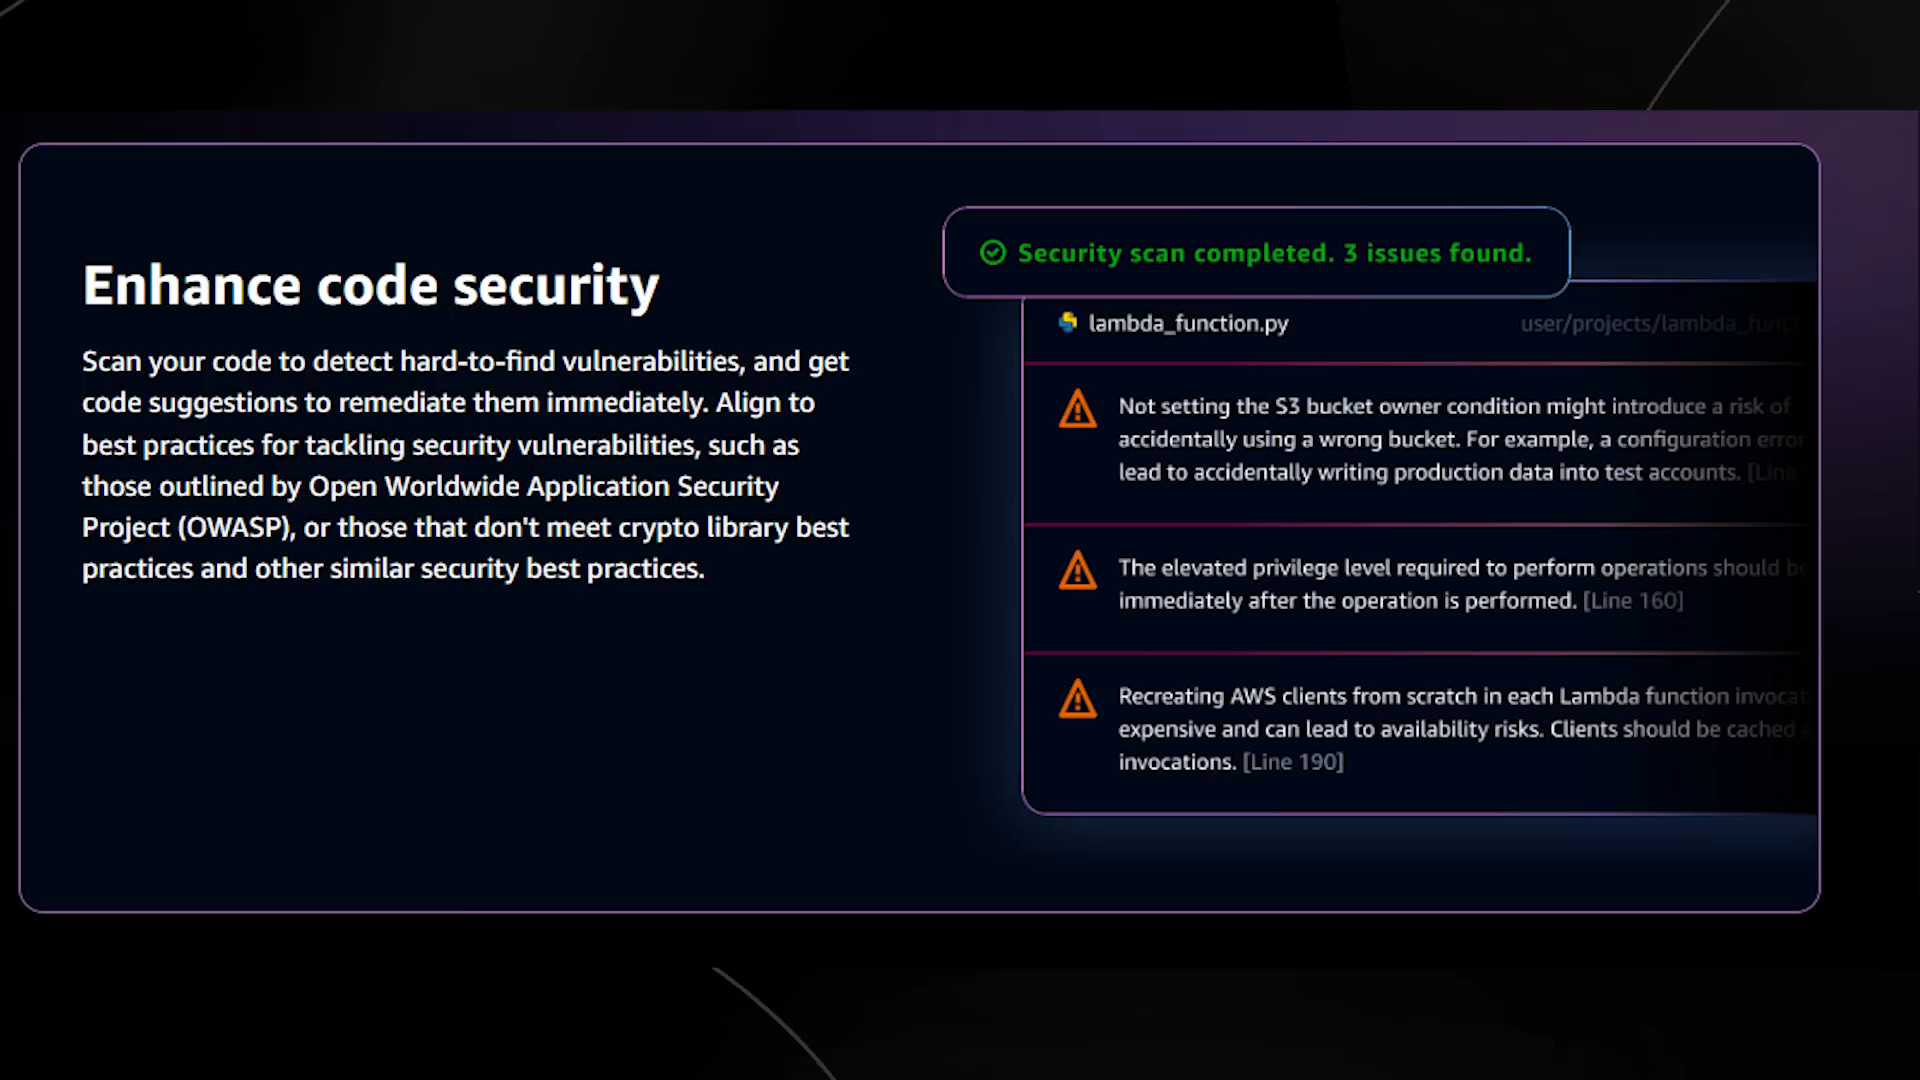 Enhance code security
Scan your code to detect hard-to-find vulnerabilities, and get
code suggestions to remediate them immediately. Align to
best practices for tackling security vulnerabilities, such as
those outlined by Open Worldwide Application Security
Project (OWASP), or those that don't meet crypto library best
practices and other similar security best practices.
Security scan completed. 3 issues found.
lambda_function.py
user/projects/lambda_func
Not setting the S3 bucket owner condition might introduce a risk of
accidentally using a wrong bucket. For example, a configuration error
lead to accidentally writing production data into test accounts. [Line
The elevated privilege level required to perform operations should be
immediately after the operation is performed. [Line 160]
Recreating AWS clients from scratch in each Lambda function invocat
expensive and can lead to availability risks. Clients should be cached
invocations. [Line 190]